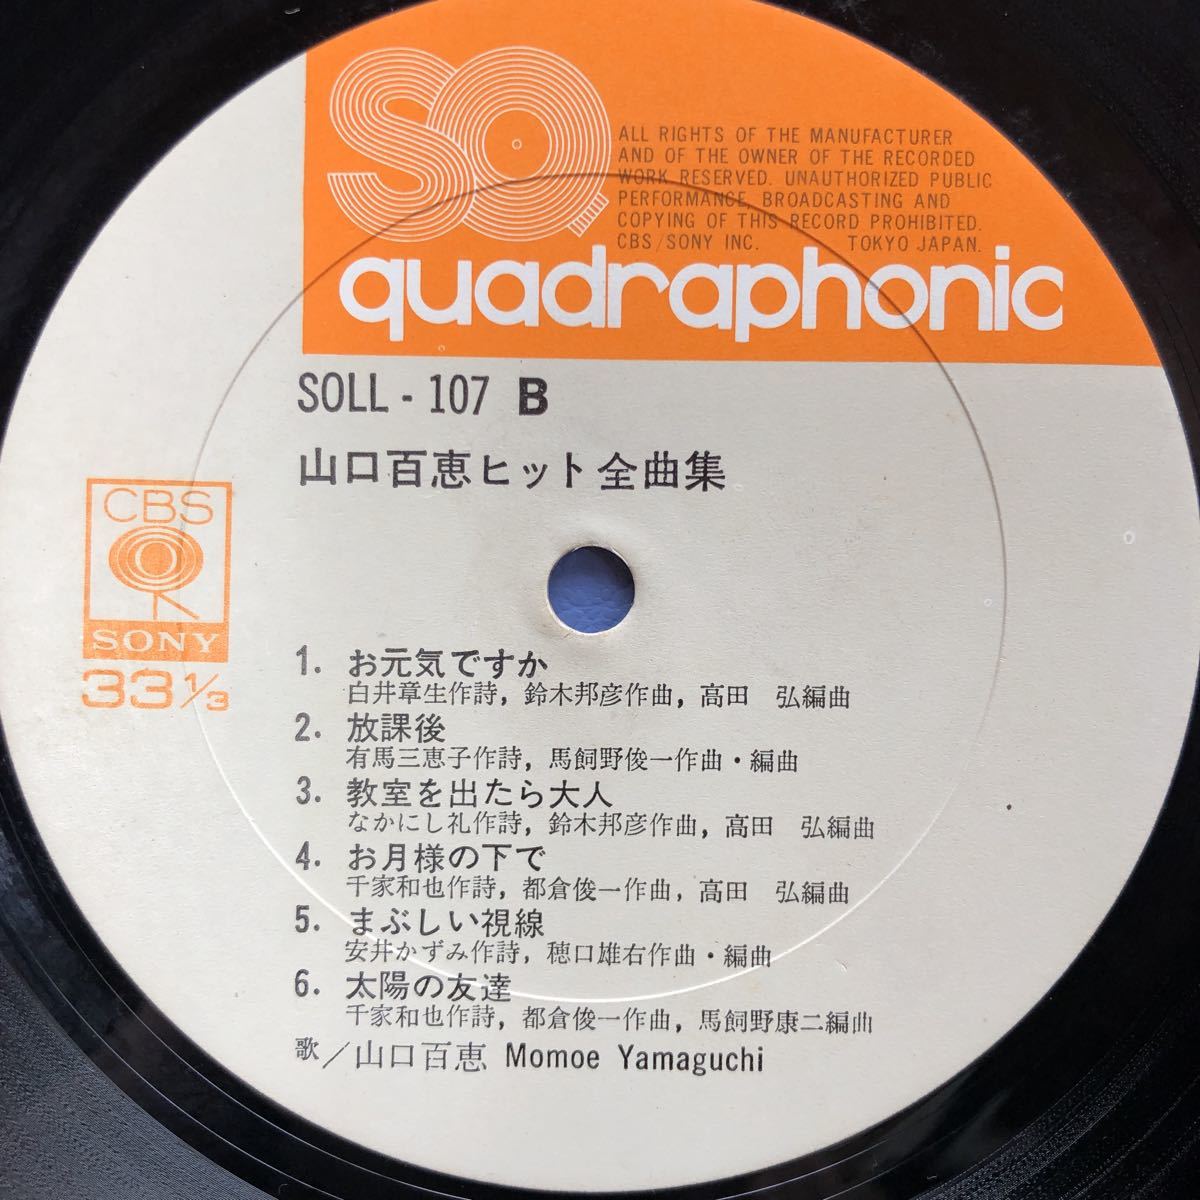 SQ
ALL RIGHTS OF THE MANUFACTURER
AND OF THE OWNER OF THE RECORDED
WORK RESERVED. UNAUTHORIZED PUBLIC
PERFORMANCE, BROADCASTING AND
COPYING OF THIS RECORD PROHIBITED.
CBS/SONY INC. TOKYO JAPAN.
quadraphonic
SOLL - 107 B
山口百恵ヒット全曲集
CBS
SONY
33 1/3
1. お元気ですか
白井章生作詩, 鈴木邦彦作曲, 高田 弘編曲
2. 放課後
有馬三恵子作詩, 馬飼野俊一作曲・編曲
3. 教室を出たら大人
なかにし礼作詩, 鈴木邦彦作曲, 高田 弘編曲
4. お月様の下で
千家和也作詩, 都倉俊一作曲, 高田 弘編曲
5. まぶしい視線
安井かずみ作詩, 穂口雄右作曲・編曲
6. 太陽の友達
千家和也作詩, 都倉俊一作曲, 馬飼野康二編曲
歌/山口百恵 Momoe Yamaguchi